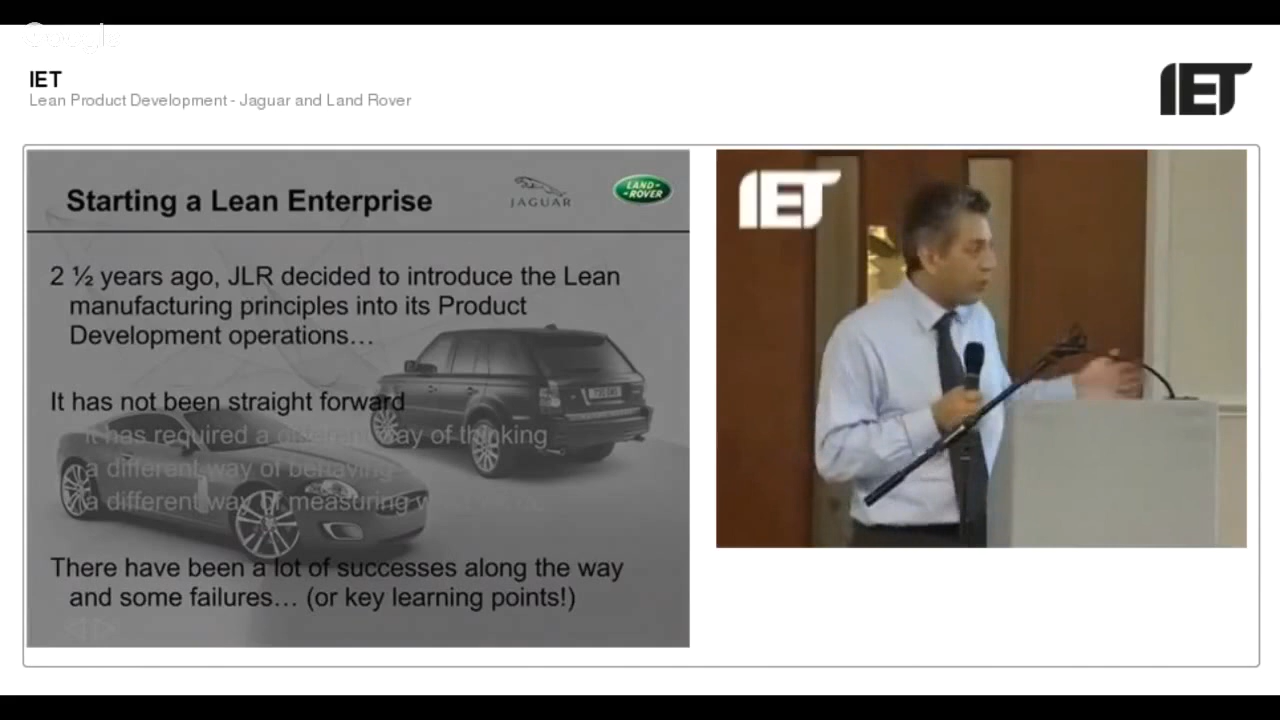 Google
IET
Lean Product Development - Jaguar and Land Rover
IET
Starting a Lean Enterprise
JAGUAR
LAND-
-ROVER
IET
2 ½ years ago, JLR decided to introduce the Lean
manufacturing principles into its Product
Development operations…
It has not been straight forward
it has required a different way of thinking
a different way of behaving
a different way of measuring
There have been a lot of successes along the way
and some failures… (or key learning points!)